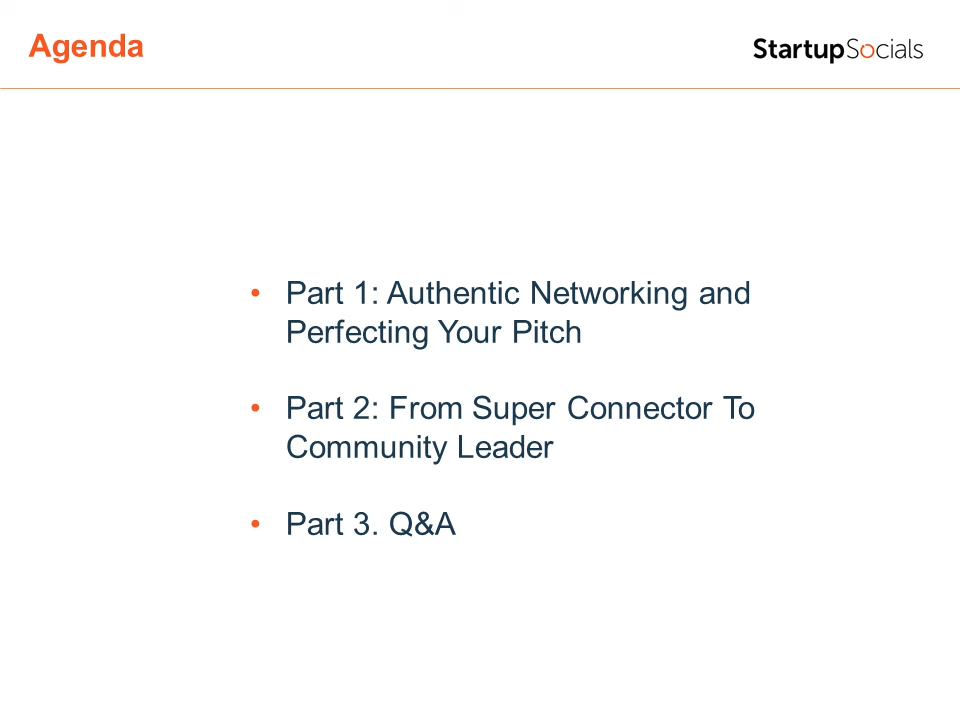 Agenda
StartupSocials
• Part 1: Authentic Networking and
Perfecting Your Pitch
• Part 2: From Super Connector To
Community Leader
• Part 3. Q&A